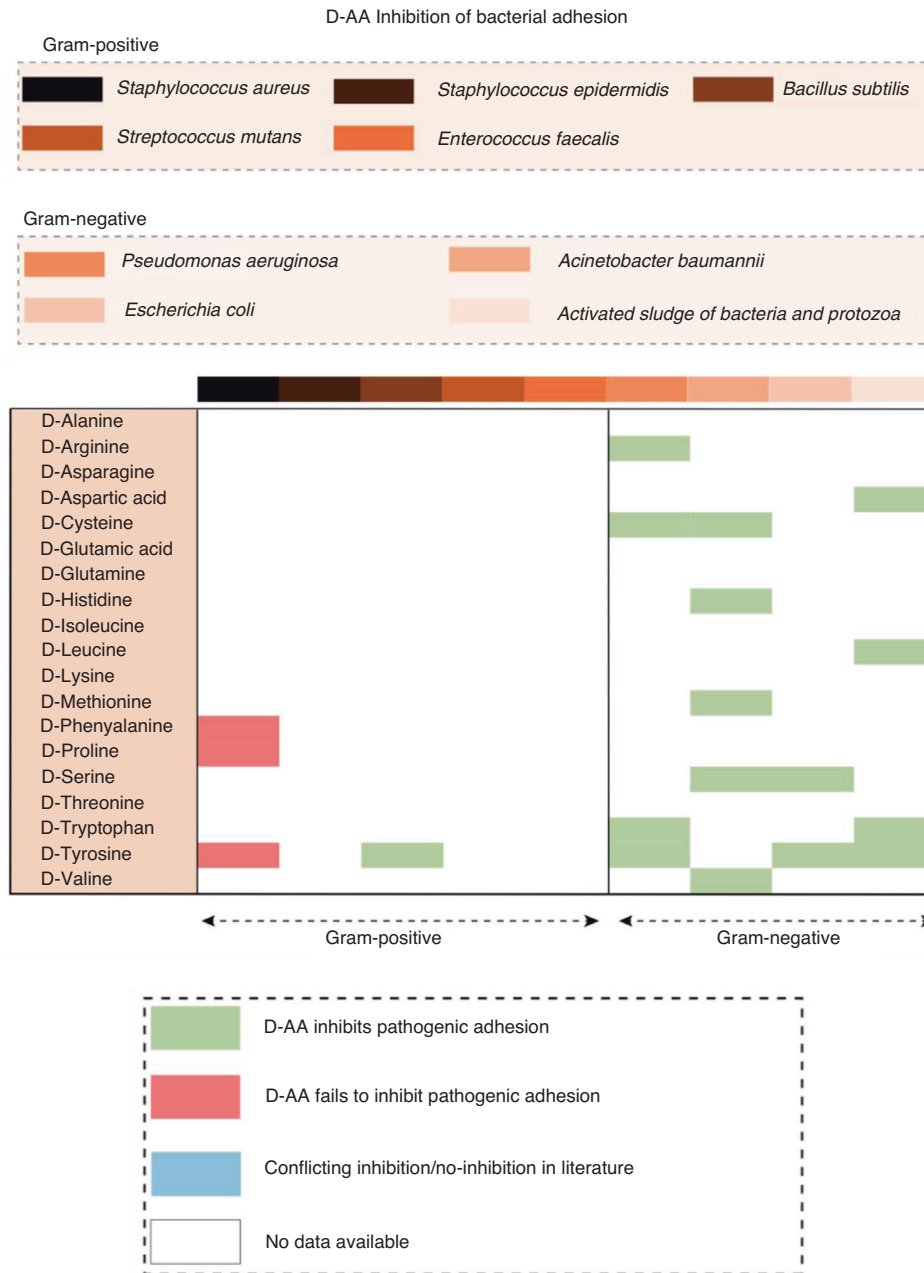 D-AA Inhibition of bacterial adhesion
Gram-positive
Staphylococcus aureus Staphylococcus epidermidis Bacillus subtilis
Streptococcus mutans Enterococcus faecalis
Gram-negative
Pseudomonas aeruginosa Acinetobacter baumannii
Escherichia coli Activated sludge of bacteria and protozoa
D-Alanine
D-Arginine
D-Asparagine
D-Aspartic acid
D-Cysteine
D-Glutamic acid
D-Glutamine
D-Histidine
D-Isoleucine
D-Leucine
D-Lysine
D-Methionine
D-Phenyalanine
D-Proline
D-Serine
D-Threonine
D-Tryptophan
D-Tyrosine
D-Valine
Gram-positive Gram-negative
D-AA inhibits pathogenic adhesion
D-AA fails to inhibit pathogenic adhesion
Conflicting inhibition/no-inhibition in literature
No data available